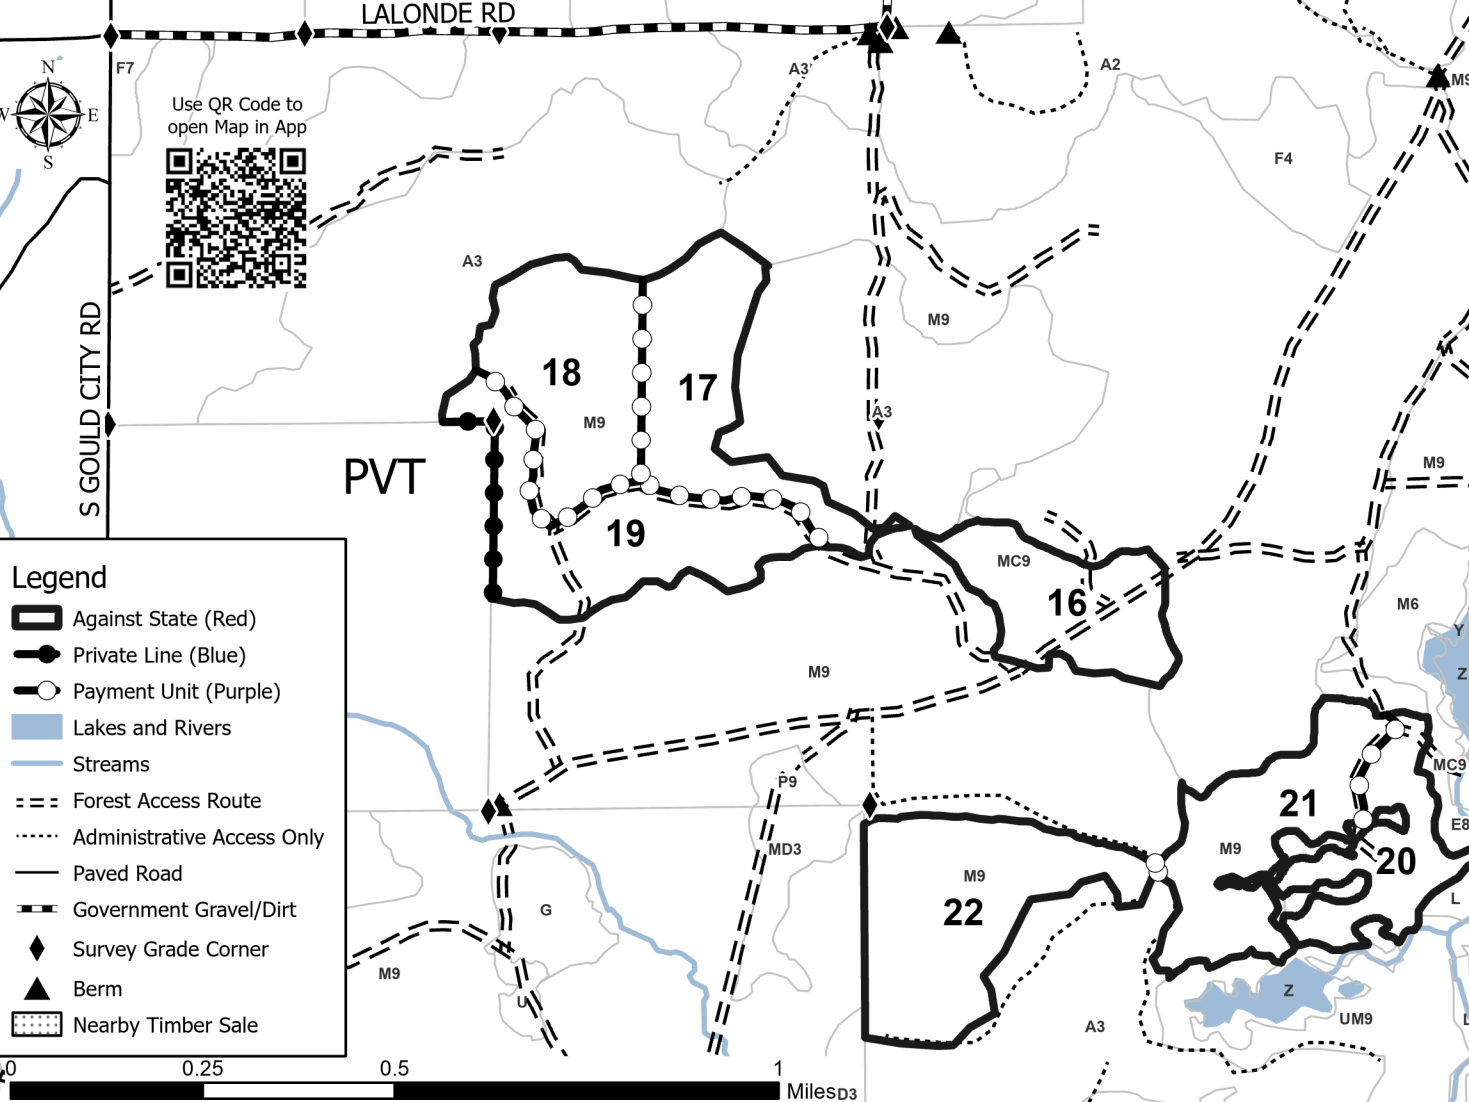 LALONDE RD
F7
A3
A2
M9
N
W
E
S
Use QR Code to
open Map in App
F4
A3
M9
S GOULD CITY RD
18
17
A3
M9
M9
PVT
19
MC9
16
M6
Y
Z
M9
MC9
P9
21
E8
MD3
M9
20
M9
22
L
G
M9
U
Z
A3
UM9
Legend
Against State (Red)
Private Line (Blue)
Payment Unit (Purple)
Lakes and Rivers
Streams
Forest Access Route
Administrative Access Only
Paved Road
Government Gravel/Dirt
Survey Grade Corner
Berm
Nearby Timber Sale
0
0.25
0.5
1
Miles
D3